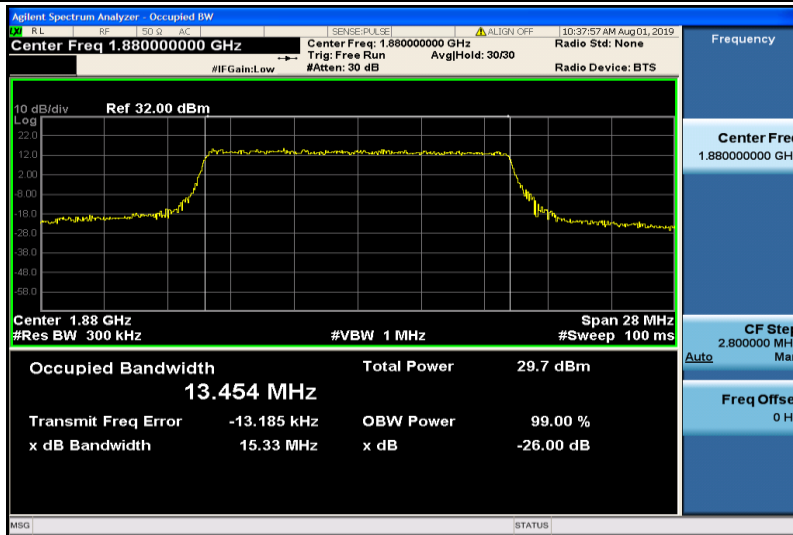 Agilent Spectrum Analyzer - Occupied BW
LXI RL RF 50 Ω AC SENSE:PULSE ALIGN OFF 10:37:57 AM Aug 01, 2019
Center Freq 1.880000000 GHz Center Freq: 1.880000000 GHz Radio Std: None
Trig: Free Run Avg|Hold: 30/30
#IFGain:Low #Atten: 30 dB Radio Device: BTS
10 dB/div Ref 32.00 dBm
Log
22.0
12.0
2.00
-8.00
-18.0
-28.0
-38.0
-48.0
-58.0
Center 1.88 GHz Span 28 MHz
#Res BW 300 kHz #VBW 1 MHz #Sweep 100 ms
Occupied Bandwidth Total Power 29.7 dBm
13.454 MHz
Transmit Freq Error -13.185 kHz OBW Power 99.00 %
x dB Bandwidth 15.33 MHz x dB -26.00 dB
MSG STATUS
Frequency
Center Freq
1.880000000 GH
CF Step
2.800000 MH
Auto Ma
Freq Offse
0 H